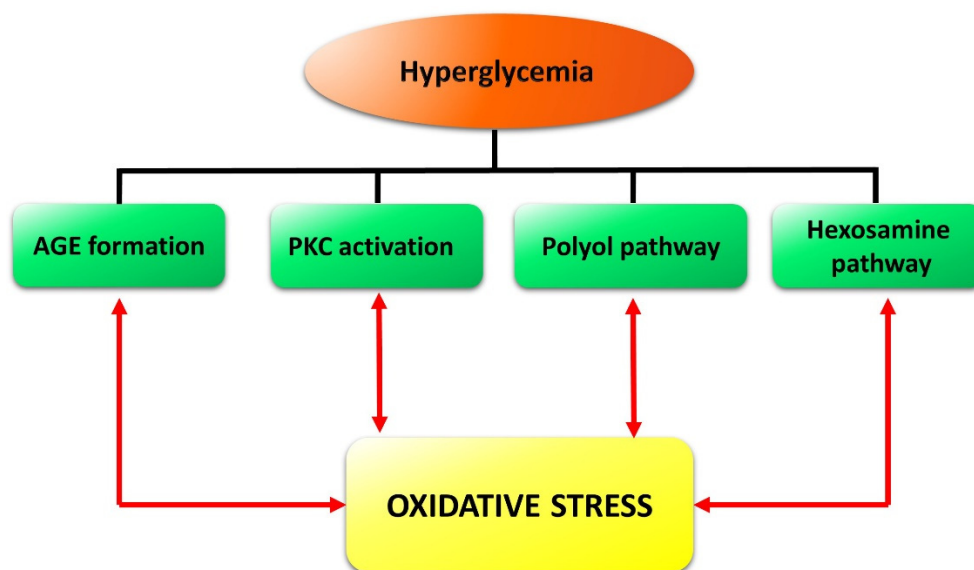 Hyperglycemia
AGE formation
PKC activation
Polyol pathway
Hexosamine
pathway
OXIDATIVE STRESS